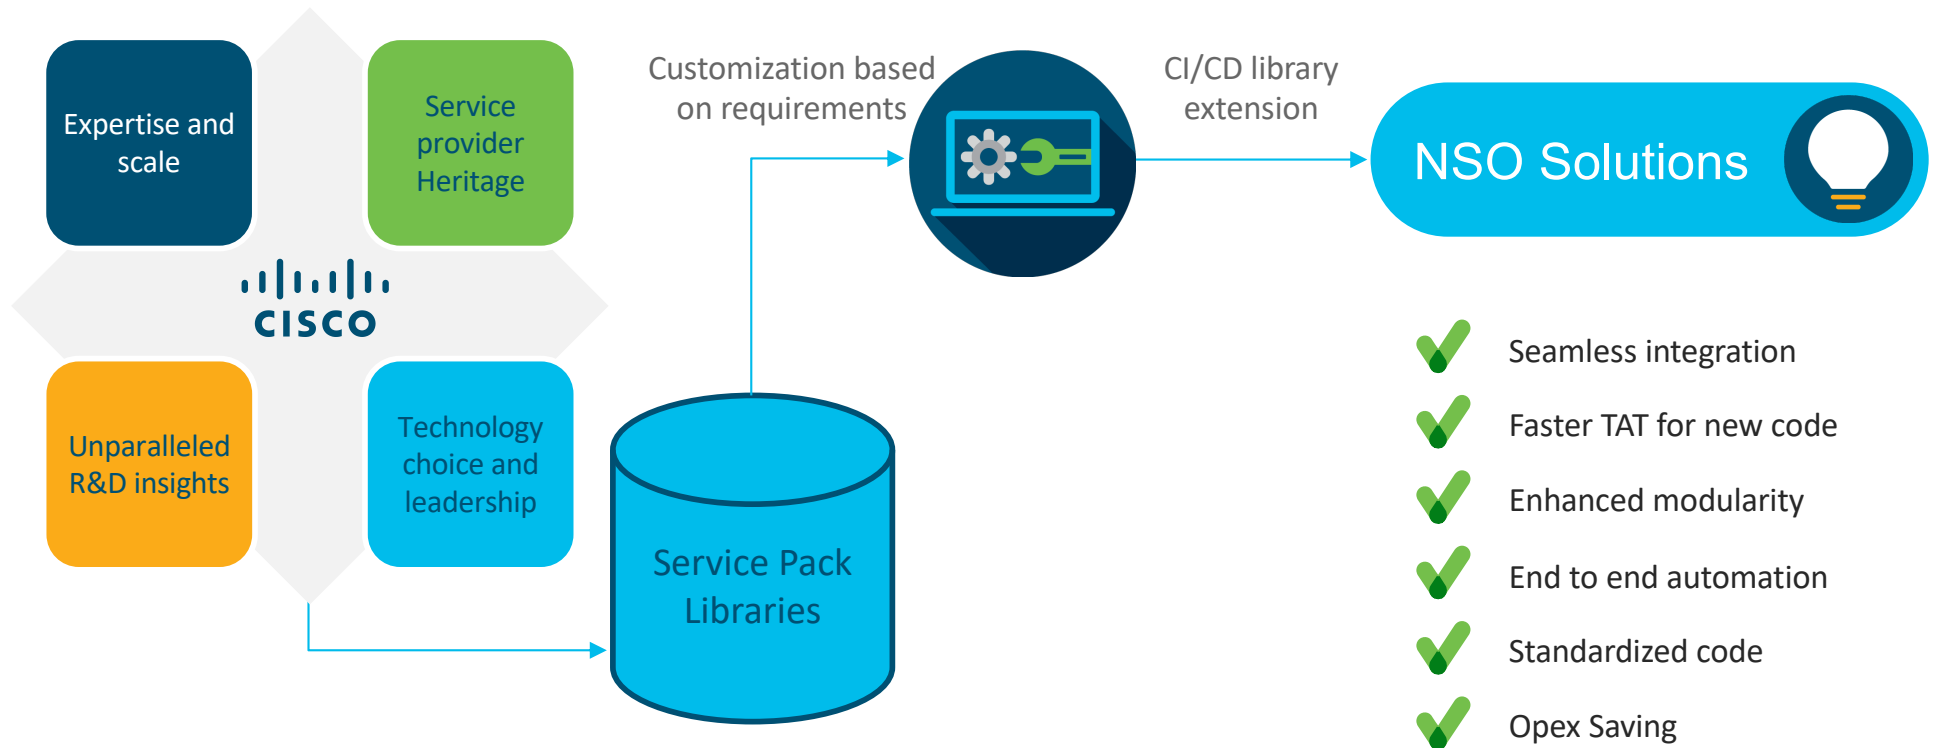 Expertise and
scale
Service
provider
Heritage
CISCO
Unparalleled
R&D insights
Technology
choice and
leadership
Service Pack
Libraries
Customization based
on requirements
CI/CD library
extension
NSO Solutions
Seamless integration
Faster TAT for new code
Enhanced modularity
End to end automation
Standardized code
Opex Saving